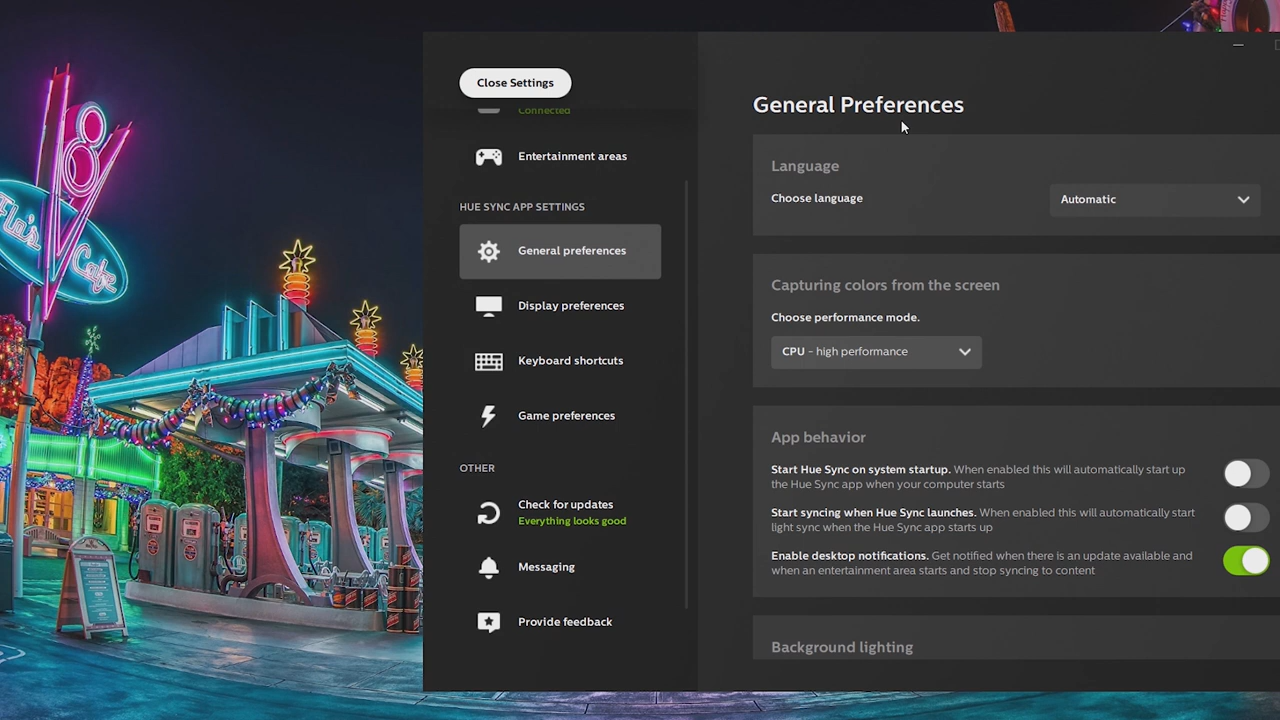 Close Settings
Connected
Entertainment areas
HUE SYNC APP SETTINGS
General preferences
Display preferences
Keyboard shortcuts
Game preferences
OTHER
Check for updates
Everything looks good
Messaging
Provide feedback
General Preferences
Language
Choose language
Automatic
Capturing colors from the screen
Choose performance mode.
CPU - high performance
App behavior
Start Hue Sync on system startup. When enabled this will automatically start up
the Hue Sync app when your computer starts
Start syncing when Hue Sync launches. When enabled this will automatically start
light sync when the Hue Sync app starts up
Enable desktop notifications. Get notified when there is an update available and
when an entertainment area starts and stop syncing to content
Background lighting
Flo's
V8
Cafe